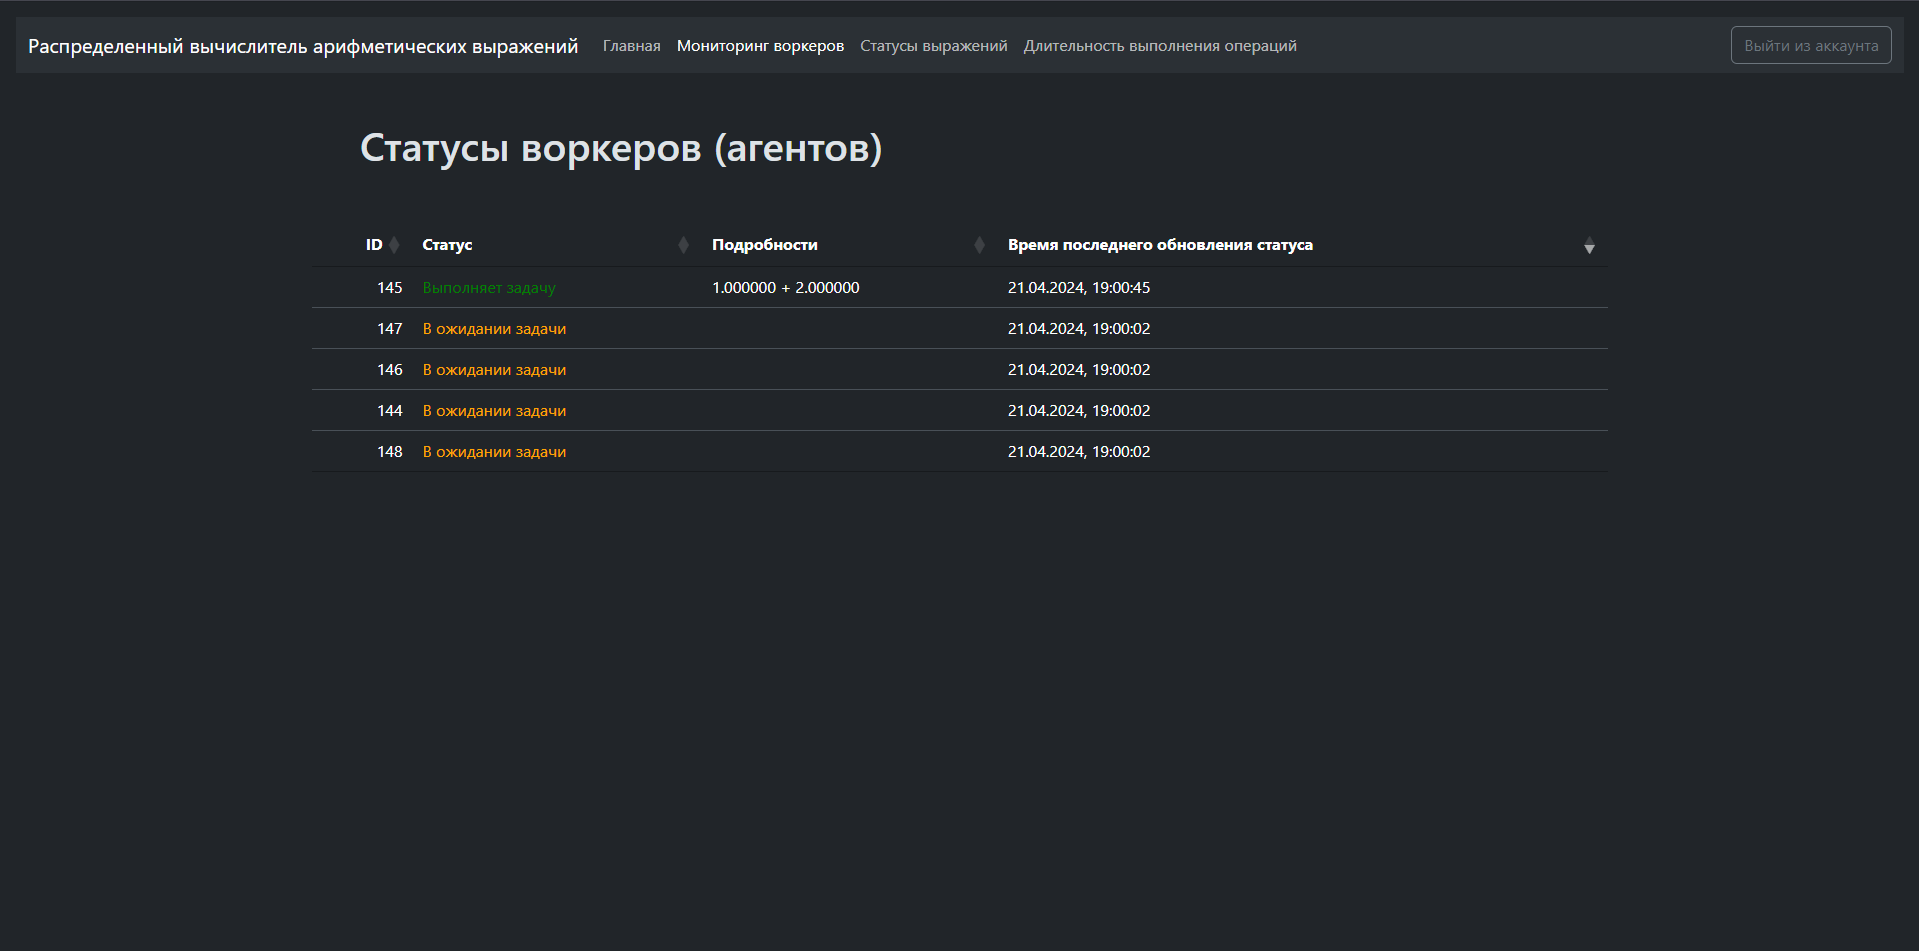 Распределенный вычислитель арифметических выражений Главная Мониторинг воркеров Статусы выражений Длительность выполнения операций Выйти из аккаунта
Статусы воркеров (агентов)
ID Статус Подробности Время последнего обновления статуса
145 Выполняет задачу 1.000000 + 2.000000 21.04.2024, 19:00:45
147 В ожидании задачи 21.04.2024, 19:00:02
146 В ожидании задачи 21.04.2024, 19:00:02
144 В ожидании задачи 21.04.2024, 19:00:02
148 В ожидании задачи 21.04.2024, 19:00:02